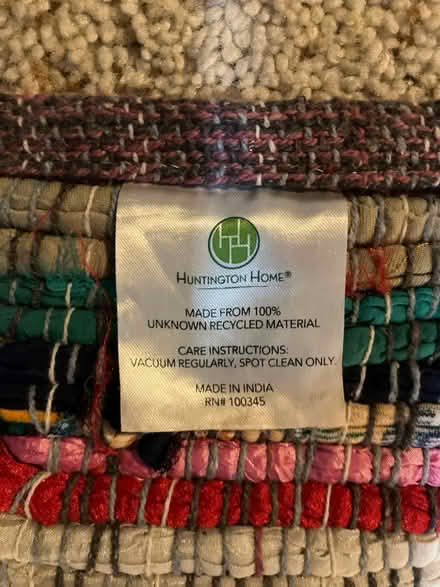 HUNTINGTON HOME®
MADE FROM 100%
UNKNOWN RECYCLED MATERIAL
CARE INSTRUCTIONS:
VACUUM REGULARLY, SPOT CLEAN ONLY.
MADE IN INDIA
RN# 100345